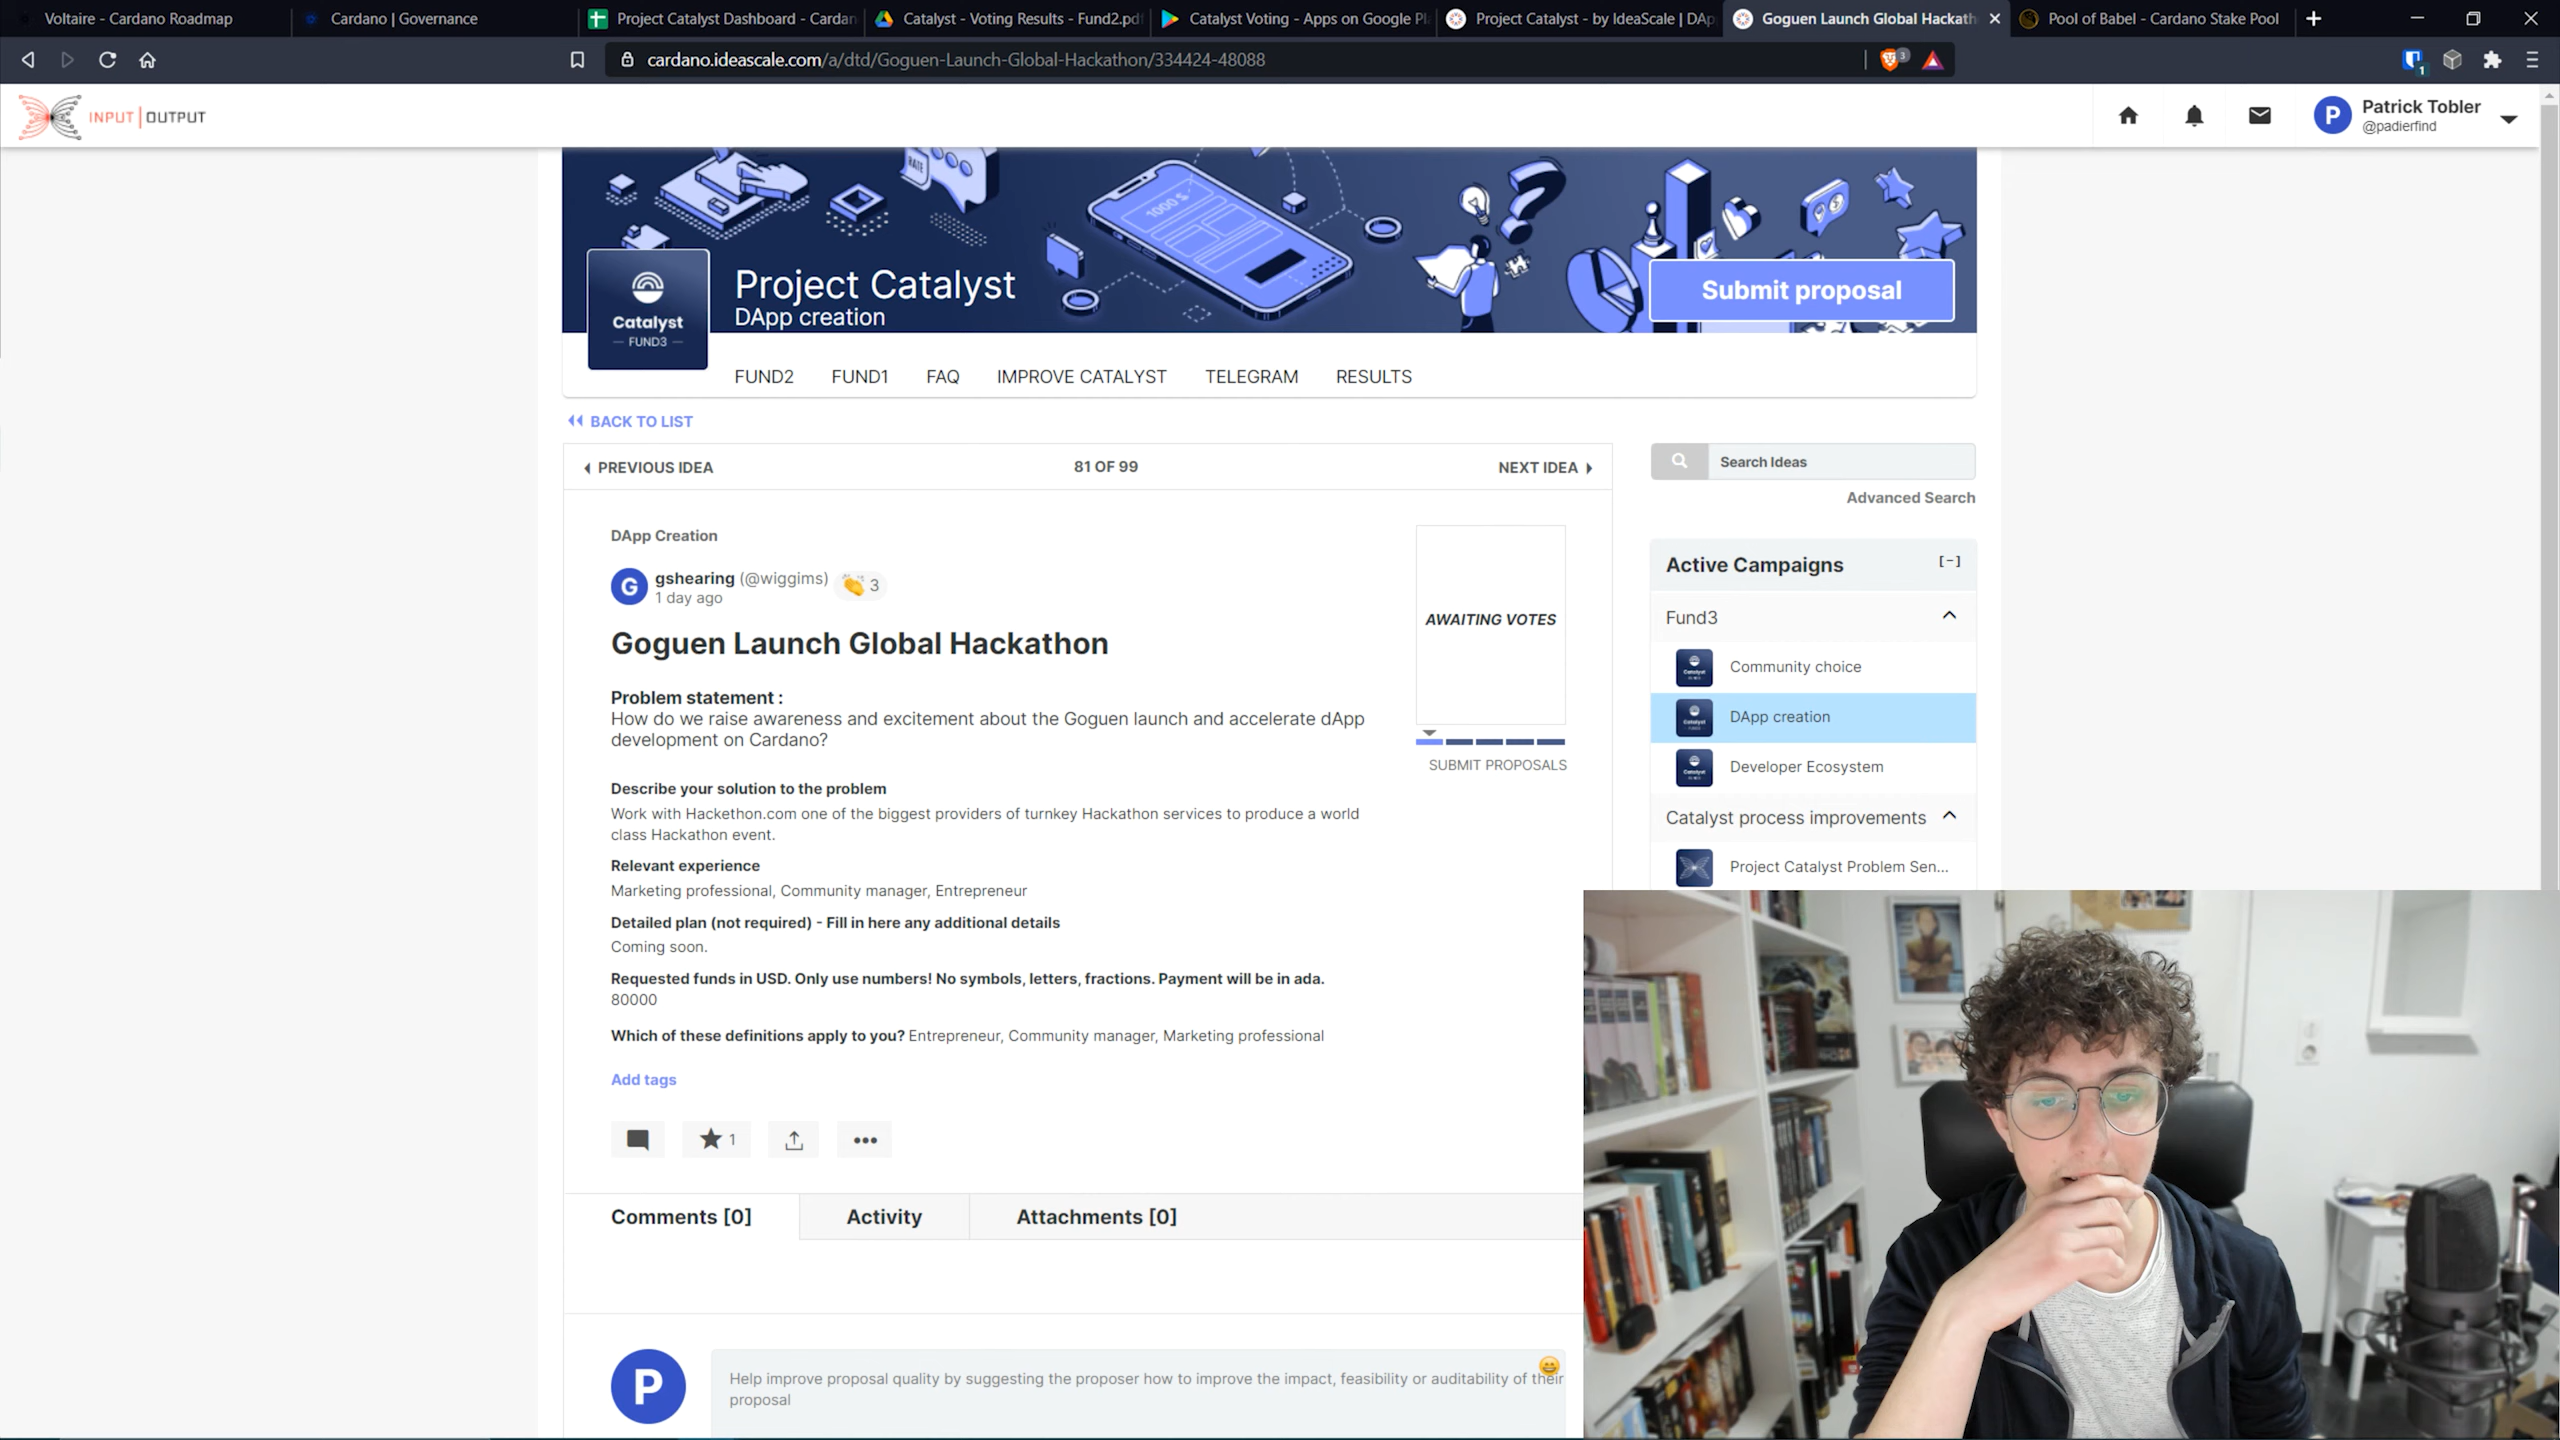 Voltaire - Cardano Roadmap
Cardano | Governance
Project Catalyst Dashboard - Cardan
Catalyst - Voting Results - Fund2.pdf
Catalyst Voting - Apps on Google Pl
Project Catalyst - by IdeaScale | DAp
Goguen Launch Global Hackath
Pool of Babel - Cardano Stake Pool
cardano.ideascale.com/a/dtd/Goguen-Launch-Global-Hackathon/334424-48088
3
1
INPUT | OUTPUT
P
Patrick Tobler
@padierfind
RATE
1000 $
Catalyst
FUND3
Project Catalyst
DApp creation
Submit proposal
FUND2 FUND1 FAQ IMPROVE CATALYST TELEGRAM RESULTS
BACK TO LIST
PREVIOUS IDEA
81 OF 99
NEXT IDEA
Search Ideas
Advanced Search
DApp Creation
G
gshearing (@wiggims)
3
1 day ago
AWAITING VOTES
SUBMIT PROPOSALS
Goguen Launch Global Hackathon
Problem statement :
How do we raise awareness and excitement about the Goguen launch and accelerate dApp
development on Cardano?
Describe your solution to the problem
Work with Hackethon.com one of the biggest providers of turnkey Hackathon services to produce a world
class Hackathon event.
Relevant experience
Marketing professional, Community manager, Entrepreneur
Detailed plan (not required) - Fill in here any additional details
Coming soon.
Requested funds in USD. Only use numbers! No symbols, letters, fractions. Payment will be in ada.
80000
Which of these definitions apply to you? Entrepreneur, Community manager, Marketing professional
Add tags
1
Comments [0]
Activity
Attachments [0]
P
Help improve proposal quality by suggesting the proposer how to improve the impact, feasibility or auditability of their
proposal
Active Campaigns
[-]
Fund3
Catalyst
Community choice
Catalyst
DApp creation
Catalyst
Developer Ecosystem
Catalyst process improvements
Project Catalyst Problem Sen...